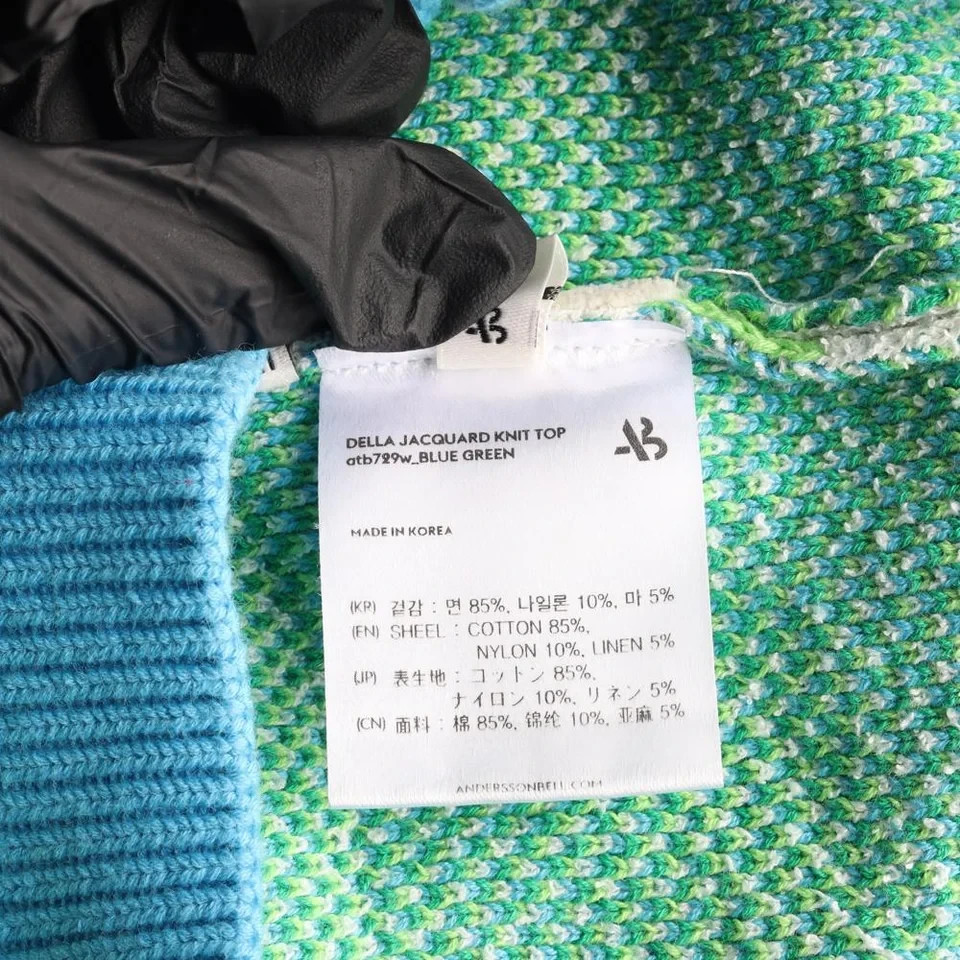 DELLA JACQUARD KNIT TOP
atb729w_BLUE GREEN
AB
MADE IN KOREA
(KR) 겉감 : 면 85%, 나일론 10%, 마 5%
(EN) SHEEL : COTTON 85%,
NYLON 10%, LINEN 5%
(JP) 表生地 : コットン 85%,
ナイロン 10%, リネン 5%
(CN) 面料 : 棉 85%, 锦纶 10%, 亚麻 5%
ANDERSSONBELL.COM